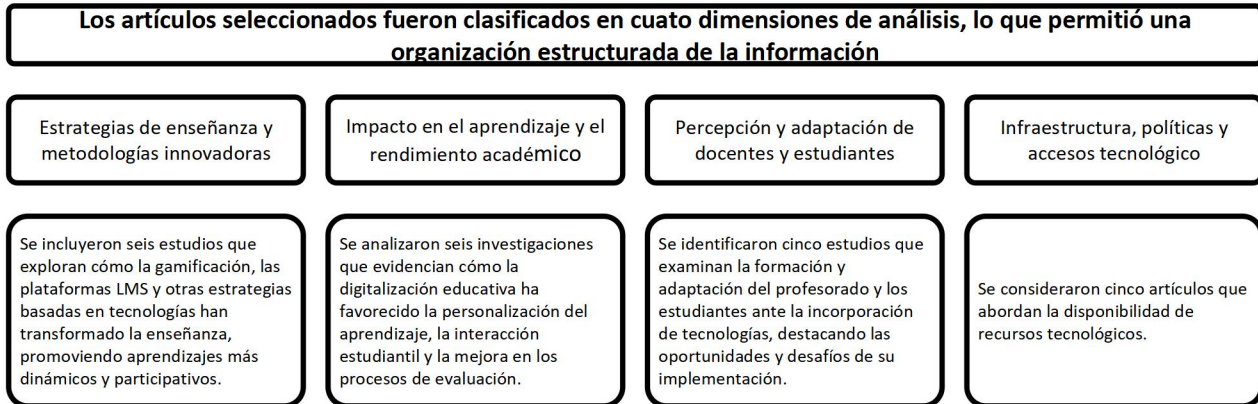 Los artículos seleccionados fueron clasificados en cuato dimensiones de análisis, lo que permitió una
organización estructurada de la información
Estrategias de enseñanza y
metodologías innovadoras
Impacto en el aprendizaje y el
rendimiento académico
Percepción y adaptación de
docentes y estudiantes
Infraestructura, políticas y
accesos tecnológico
Se incluyeron seis estudios que
exploran cómo la gamificación, las
plataformas LMS y otras estrategias
basadas en tecnologías han
transformado la enseñanza,
promoviendo aprendizajes más
dinámicos y participativos.
Se analizaron seis investigaciones
que evidencian cómo la
digitalización educativa ha
favorecido la personalización del
aprendizaje, la interacción
estudiantil y la mejora en los
procesos de evaluación.
Se identificaron cinco estudios que
examinan la formación y
adaptación del profesorado y los
estudiantes ante la incorporación
de tecnologías, destacando las
oportunidades y desafíos de su
implementación.
Se consideraron cinco artículos que
abordan la disponibilidad de
recursos tecnológicos.